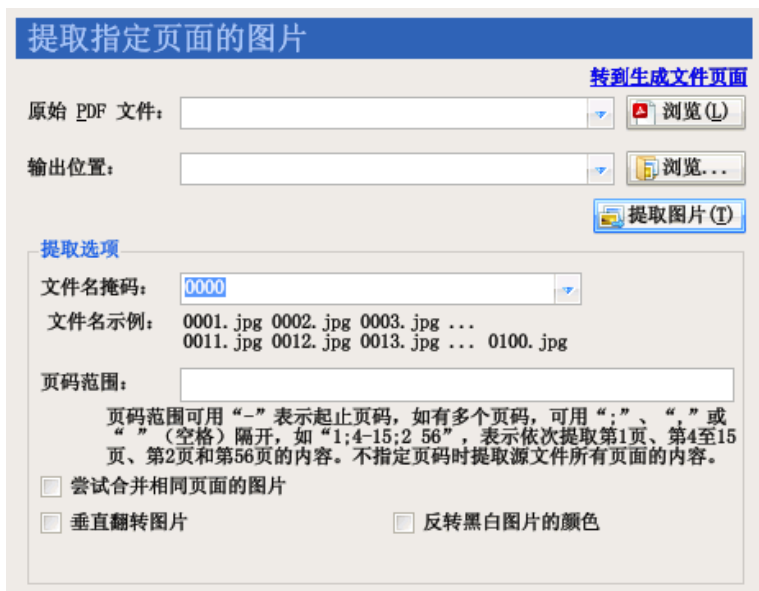 提取指定页面的图片
转到生成文件页面
原始 PDF 文件: 浏览(L)
输出位置: 浏览...
提取图片(T)
提取选项
文件名掩码: 0000
文件名示例: 0001.jpg 0002.jpg 0003.jpg ...
0011.jpg 0012.jpg 0013.jpg ... 0100.jpg
页码范围:
页码范围可用“-”表示起止页码，如有多个页码，可用“;”、“,”或
“ ”（空格）隔开，如“1;4-15;2 56”，表示依次提取第1页、第4至15
页、第2页和第56页的内容。不指定页码时提取源文件所有页面的内容。
尝试合并相同页面的图片
垂直翻转图片 反转黑白图片的颜色